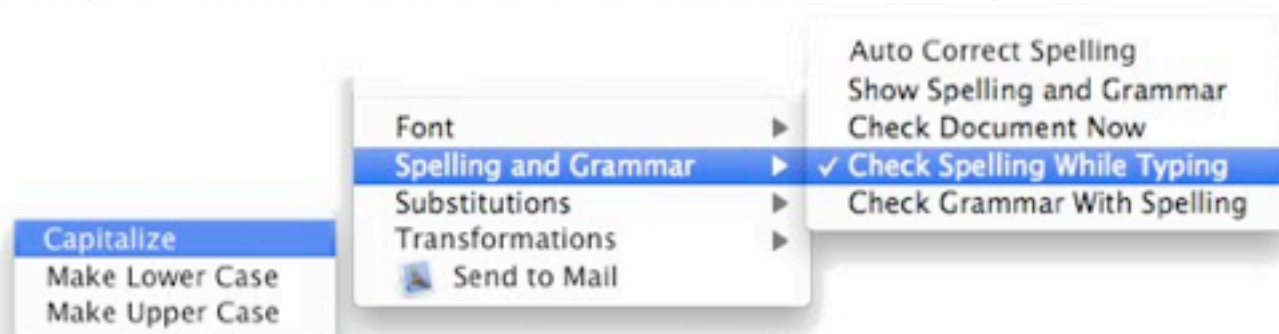 Capitalize
Make Lower Case
Make Upper Case
Font
Spelling and Grammar
Substitutions
Transformations
Send to Mail
Auto Correct Spelling
Show Spelling and Grammar
Check Document Now
✓ Check Spelling While Typing
Check Grammar With Spelling